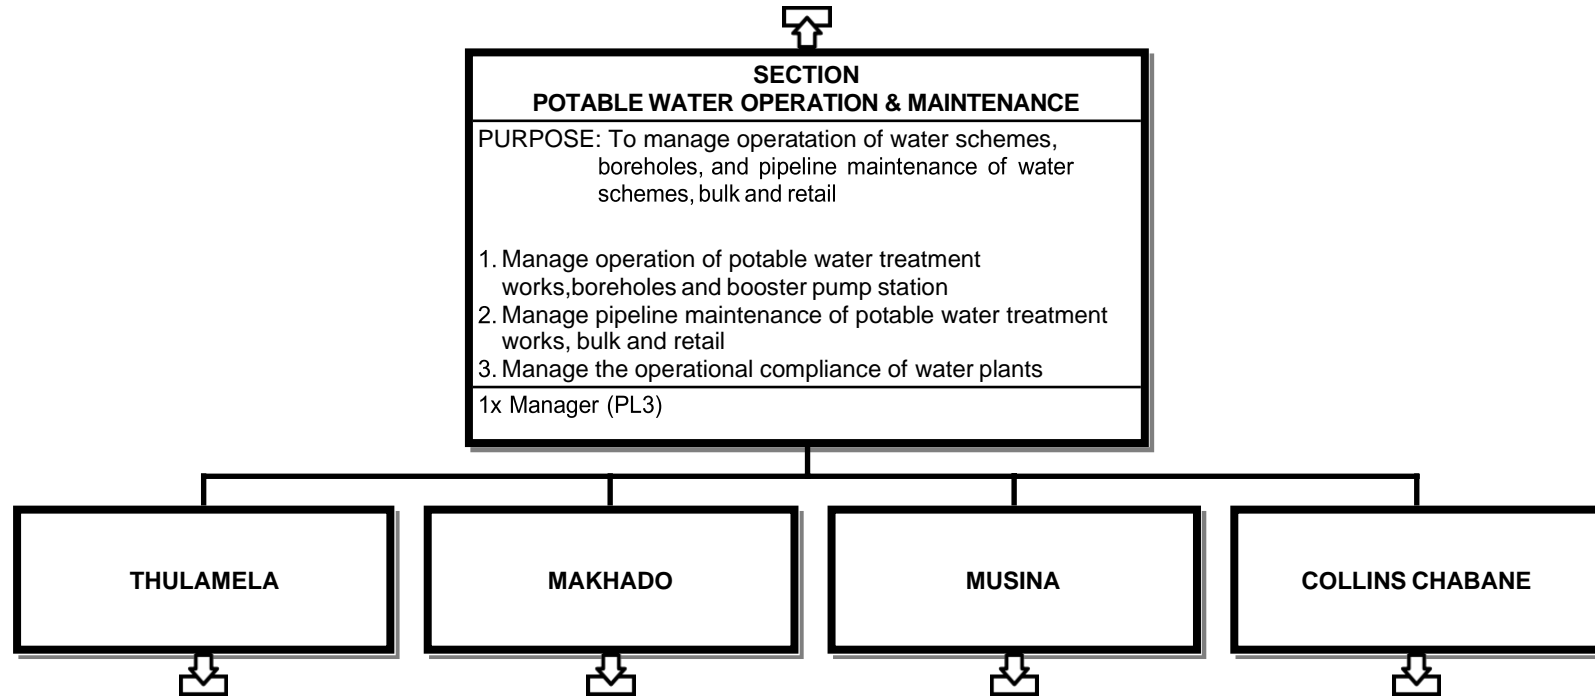 SECTION
POTABLE WATER OPERATION & MAINTENANCE
PURPOSE: To manage operatation of water schemes,
boreholes, and pipeline maintenance of water
schemes, bulk and retail
1. Manage operation of potable water treatment
works,boreholes and booster pump station
2. Manage pipeline maintenance of potable water treatment
works, bulk and retail
3. Manage the operational compliance of water plants
1x Manager (PL3)
THULAMELA
MAKHADO
MUSINA
COLLINS CHABANE